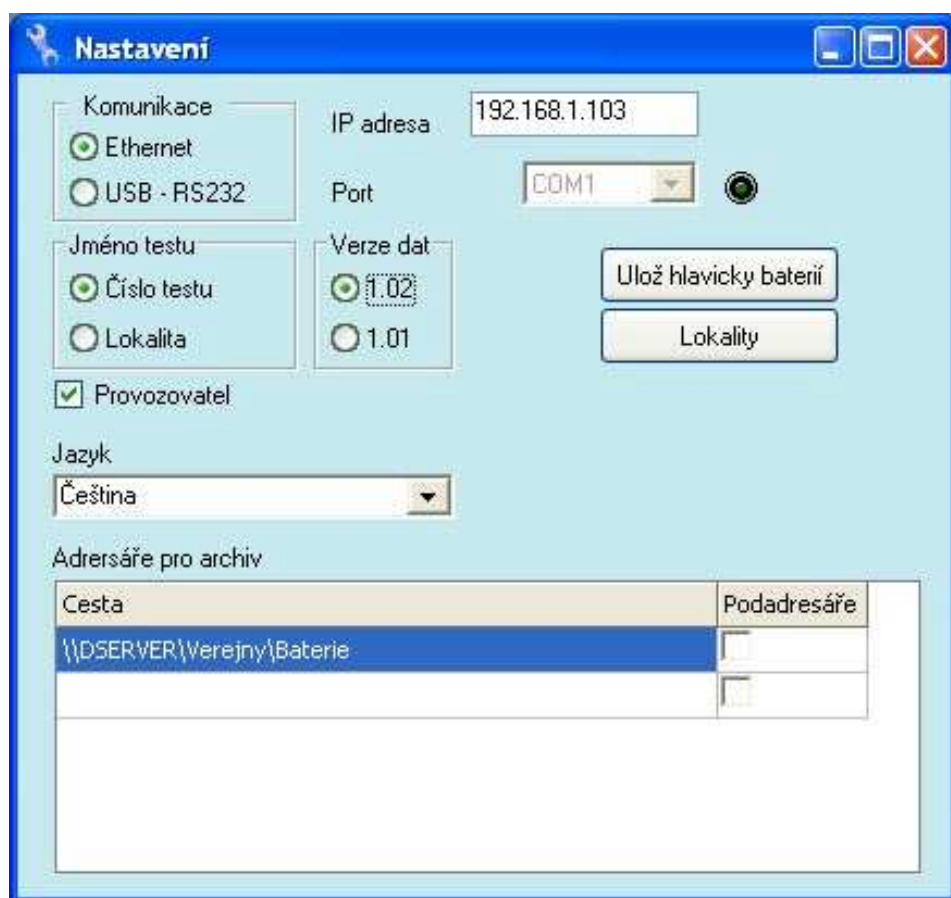 Nastavení
Komunikace
Ethernet
USB - RS232
IP adresa
192.168.1.103
Port
COM1
Jméno testu
Číslo testu
Lokalita
Verze dat
1.02
1.01
Ulož hlavicky baterií
Lokality
Provozovatel
Jazyk
Čeština
Adrersáře pro archiv
Cesta Podadresáře
\\DSERVER\Verejny\Baterie